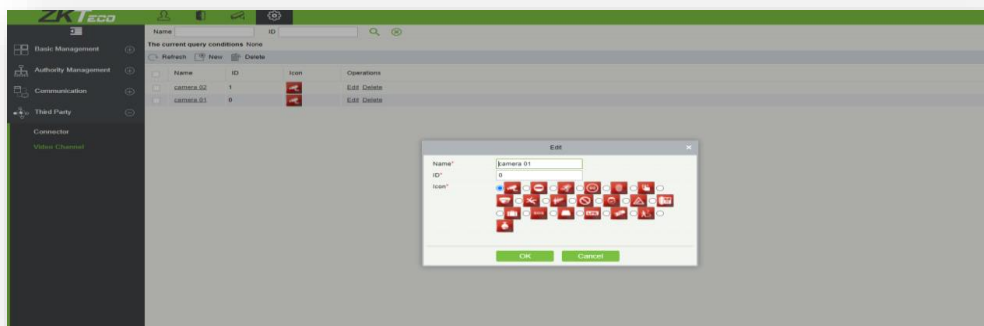 ZKTeco
Name ID
The current query conditions None
Refresh New Delete
Basic Management
Authority Management
Communication
Third Party
Connector
Video Channel
Name ID Icon Operations
camera 02 1 Edit Delete
camera 01 0 Edit Delete
Edit
Name* camera 01
ID* 0
Icon*
OK Cancel